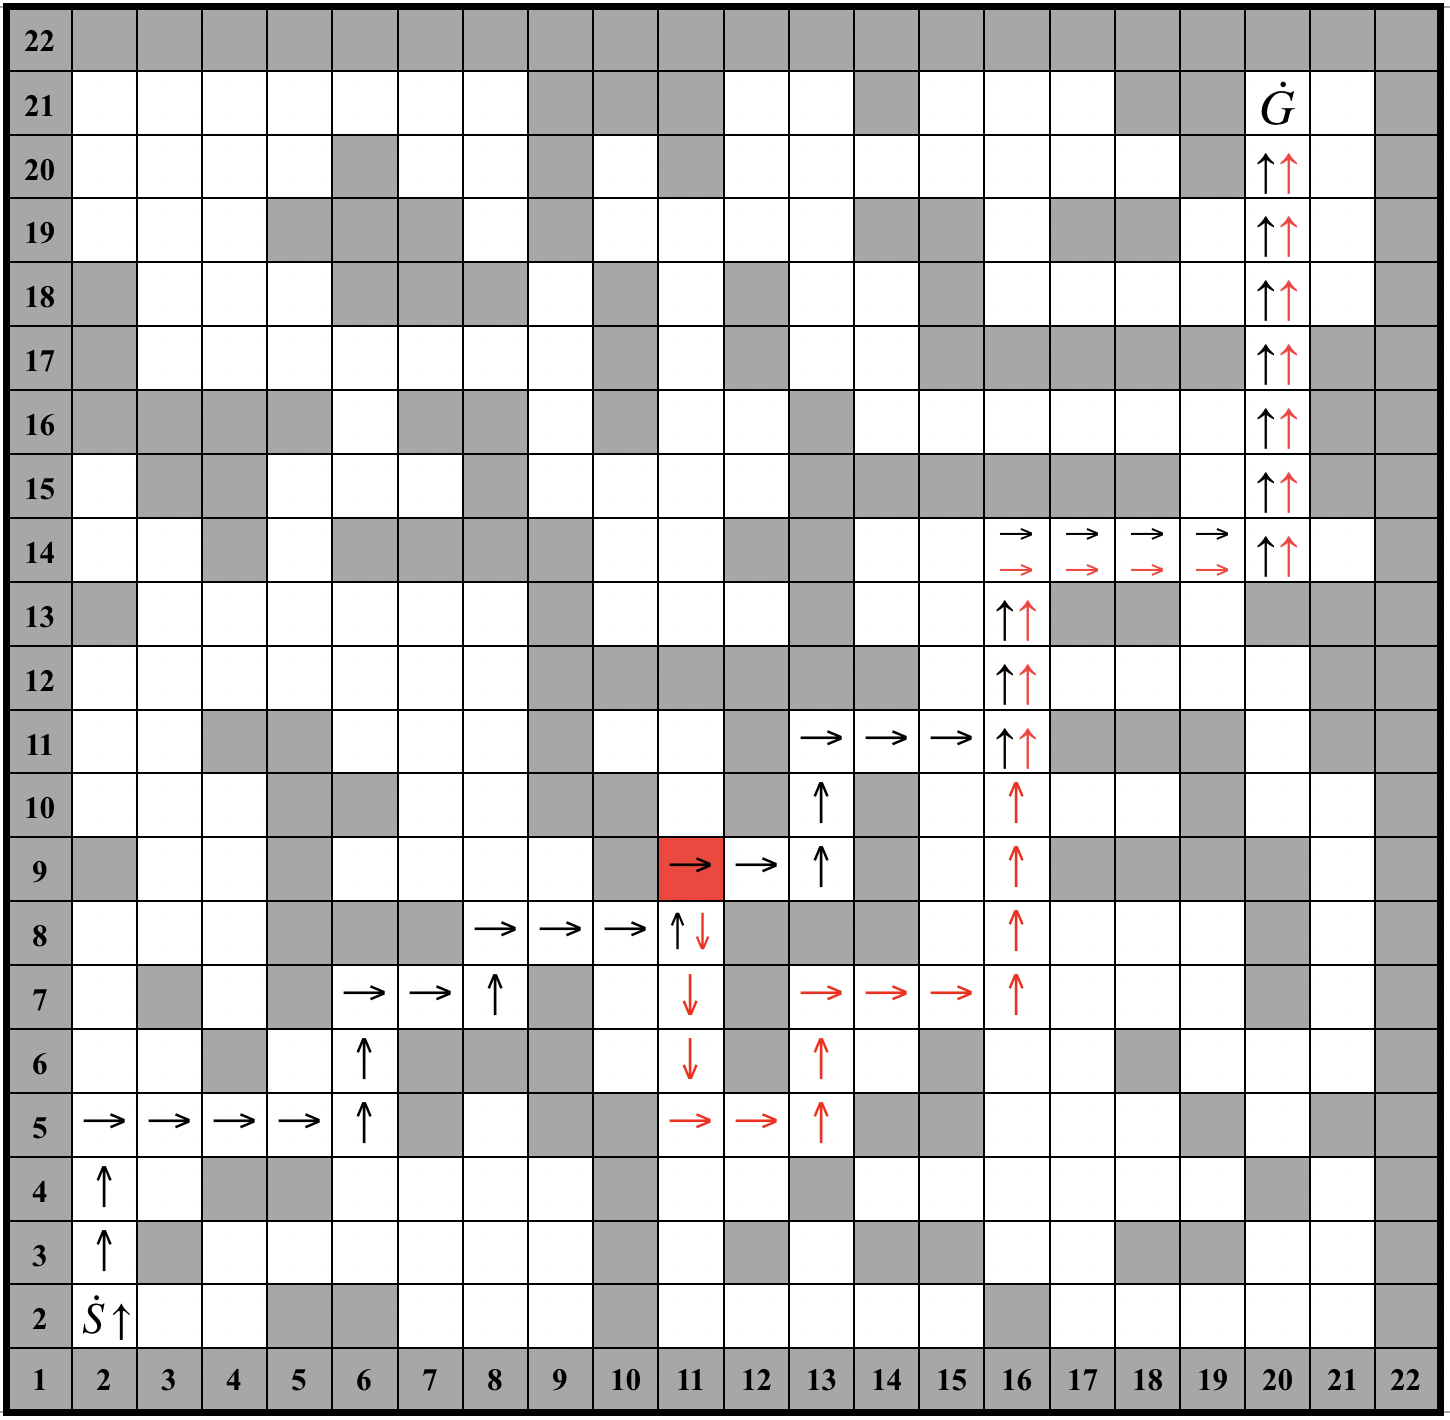 22
21 Ġ
20 ↑↑
19 ↑↑
18 ↑↑
17 ↑↑
16 ↑↑
15 ↑↑
14 → → → → → → → → ↑↑
13 ↑↑
12 ↑↑
11 → → → ↑↑
10 ↑ ↑
9 → → ↑ ↑
8 → → → ↑↓ ↑
7 → → ↑ ↓ → → → ↑
6 ↑ ↓ ↑
5 → → → → ↑ → → ↑
4 ↑
3 ↑
2 Ṡ↑
1 2 3 4 5 6 7 8 9 10 11 12 13 14 15 16 17 18 19 20 21 22